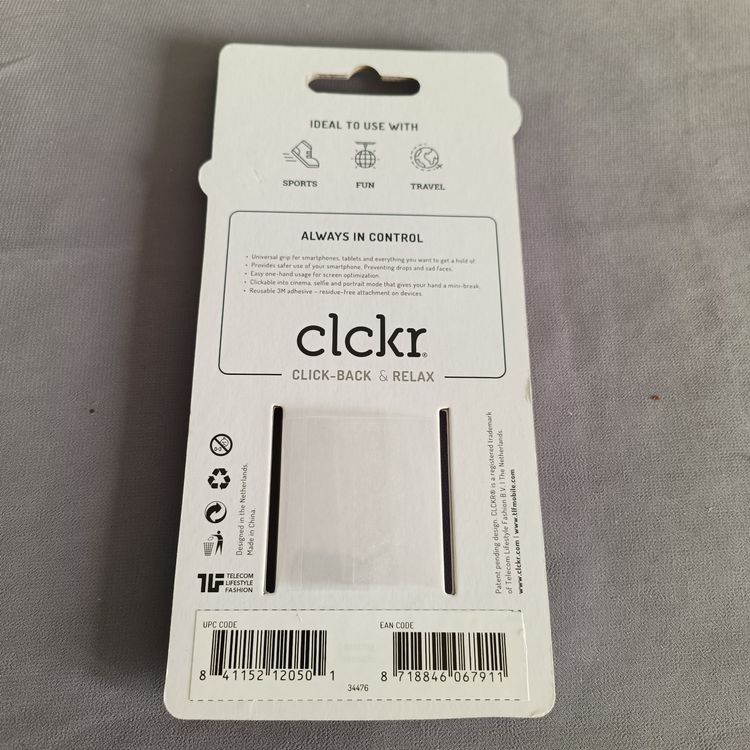 IDEAL TO USE WITH
SPORTS FUN TRAVEL
ALWAYS IN CONTROL
• Universal grip for smartphones, tablets and everything you want to get a hold of
• Provides safer use of your smartphone. Preventing drops and sad faces.
• Easy one-hand usage for screen optimization.
• Clickable into cinema, selfie and portrait mode that gives your hand a mini-break.
• Reusable 3M adhesive – residue-free attachment on devices.
clckr®
CLICK-BACK & RELAX
0-3
Designed in the Netherlands.
Made in China.
TLF TELECOM
LIFESTYLE
FASHION
Patent pending design. CLCKR® is a registered trademark
of Telecom Lifestyle Fashion B.V. | The Netherlands.
www.clckr.com | www.tlfmobile.com
UPC CODE
8 41152 12050 1
EAN CODE
8 718846 067911
34476